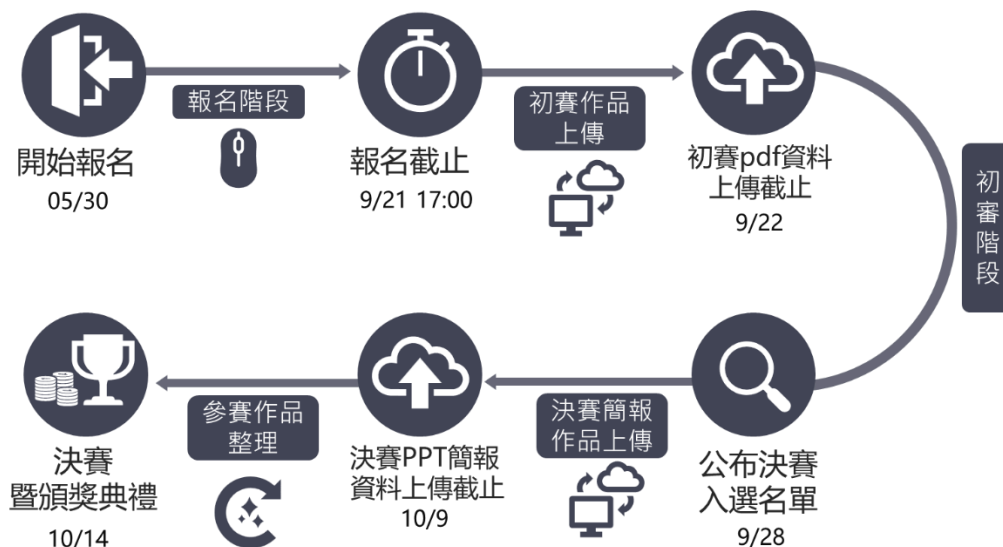 報名階段
初賽作品
上傳
開始報名
05/30
報名截止
9/21 17:00
初賽pdf資料
上傳截止
9/22
初審階段
參賽作品
整理
決賽簡報
作品上傳
決賽
暨頒獎典禮
10/14
決賽PPT簡報
資料上傳截止
10/9
公布決賽
入選名單
9/28